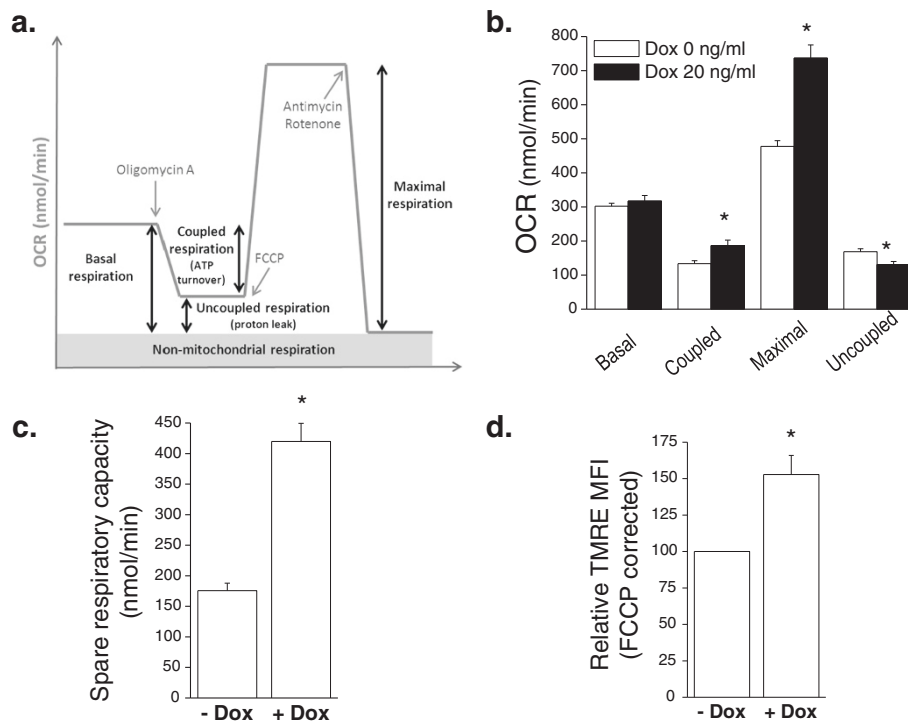 a.
OCR (nmol/min)
Oligomycin A
Antimycin
Rotenone
Basal
respiration
Coupled
respiration
(ATP
turnover)
FCCP
Maximal
respiration
Uncoupled respiration
(proton leak)
Non-mitochondrial respiration
b.
OCR (nmol/min)
800
700
600
500
400
300
200
100
0
Dox 0 ng/ml
Dox 20 ng/ml
*
*
*
Basal
Coupled
Maximal
Uncoupled
c.
Spare respiratory capacity
(nmol/min)
450
400
350
300
250
200
150
100
50
0
*
- Dox + Dox
d.
Relative TMRE MFI
(FCCP corrected)
175
150
125
100
75
50
25
0
*
- Dox + Dox